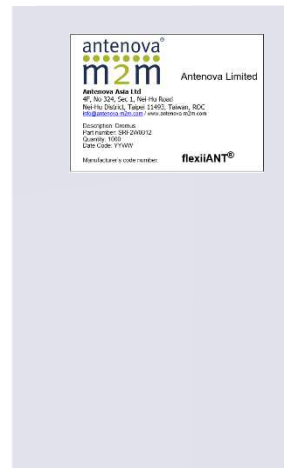 antenova®
m2m
Antenova Limited
Antenova Asia Ltd
4F, No 324, Sec 1, Nei-Hu Road
Nei-Hu District, Taipei 11493, Taiwan, ROC
info@antenova-m2m.com / www.antenova-m2m.com
Description: Dromus
Part number: SRF2W012
Quantity: 1000
Date Code: YYWW
Manufacturer's code number:
flexiiANT®